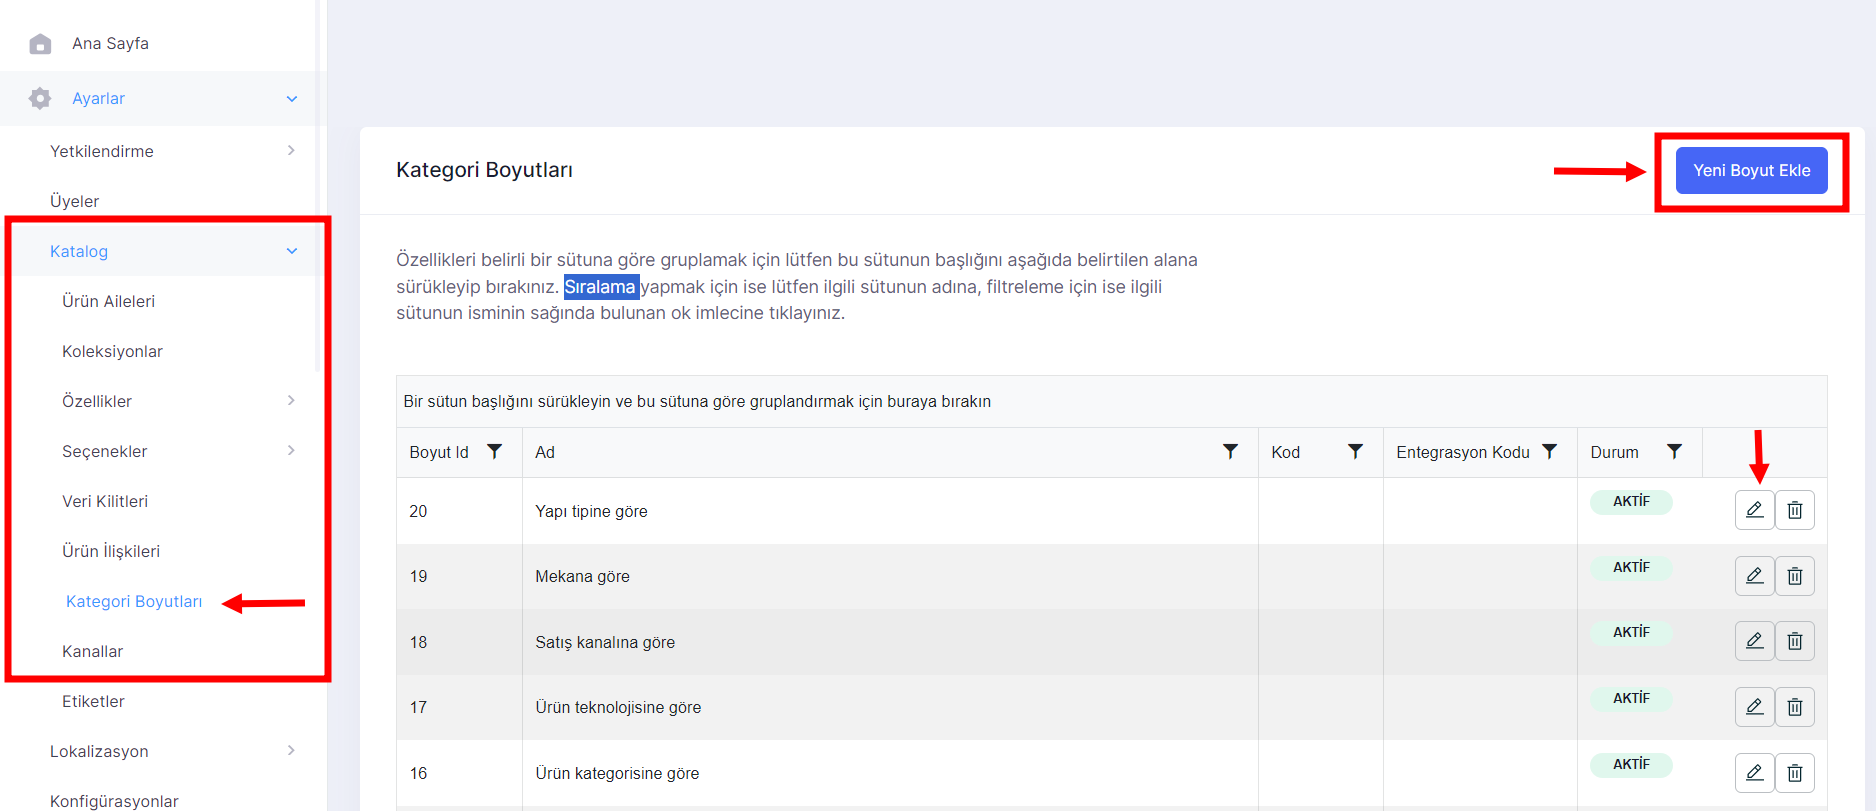 Ana Sayfa
Ayarlar
Yetkilendirme
Üyeler
Katalog
Ürün Aileleri
Koleksiyonlar
Özellikler
Seçenekler
Veri Kilitleri
Ürün İlişkileri
Kategori Boyutları
Kanallar
Etiketler
Lokalizasyon
Konfigürasyonlar
Kategori Boyutları
Yeni Boyut Ekle
Özellikleri belirli bir sütuna göre gruplamak için lütfen bu sütunun başlığını aşağıda belirtilen alana
sürükleyip bırakınız. Sıralama yapmak için ise lütfen ilgili sütunun adına, filtreleme için ise ilgili
sütunun isminin sağında bulunan ok imlecine tıklayınız.
Bir sütun başlığını sürükleyin ve bu sütuna göre gruplandırmak için buraya bırakın
Boyut Id Ad Kod Entegrasyon Kodu Durum
20 Yapı tipine göre AKTİF
19 Mekana göre AKTİF
18 Satış kanalına göre AKTİF
17 Ürün teknolojisine göre AKTİF
16 Ürün kategorisine göre AKTİF